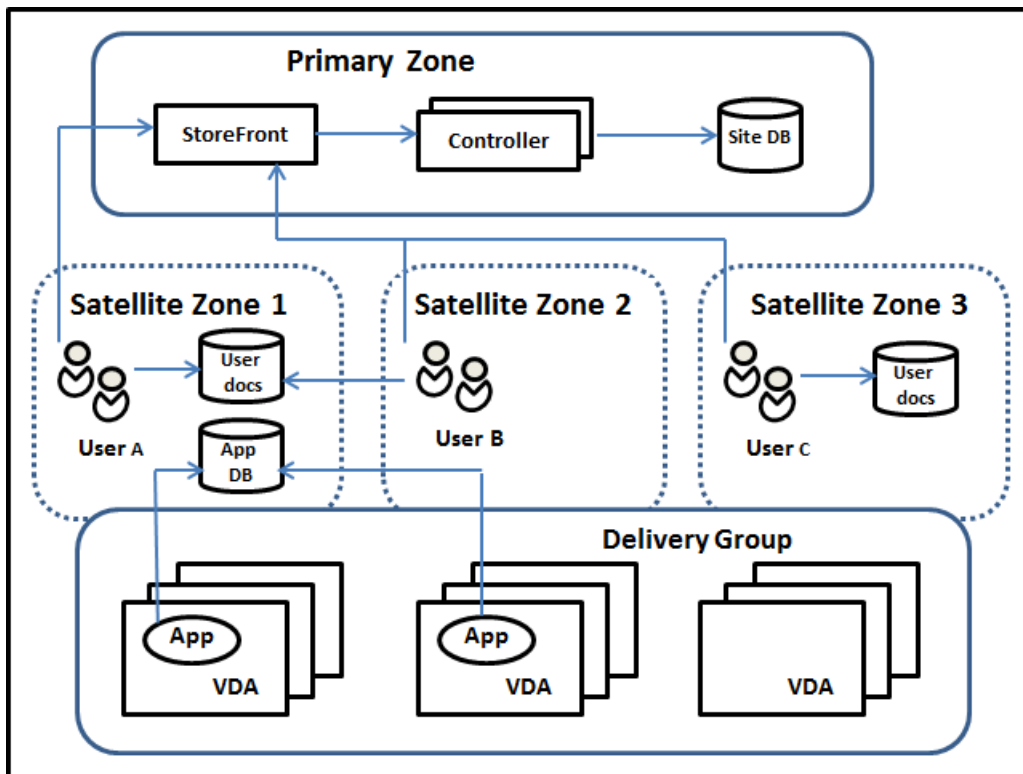 Primary Zone
StoreFront
Controller
Site DB
Satellite Zone 1
User
docs
User A
App
DB
Satellite Zone 2
User B
Satellite Zone 3
User
docs
User C
Delivery Group
App
VDA
App
VDA
VDA